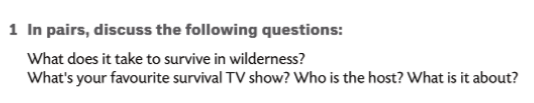 1 In pairs, discuss the following questions:
What does it take to survive in wilderness?
What's your favourite survival TV show? Who is the host? What is it about?